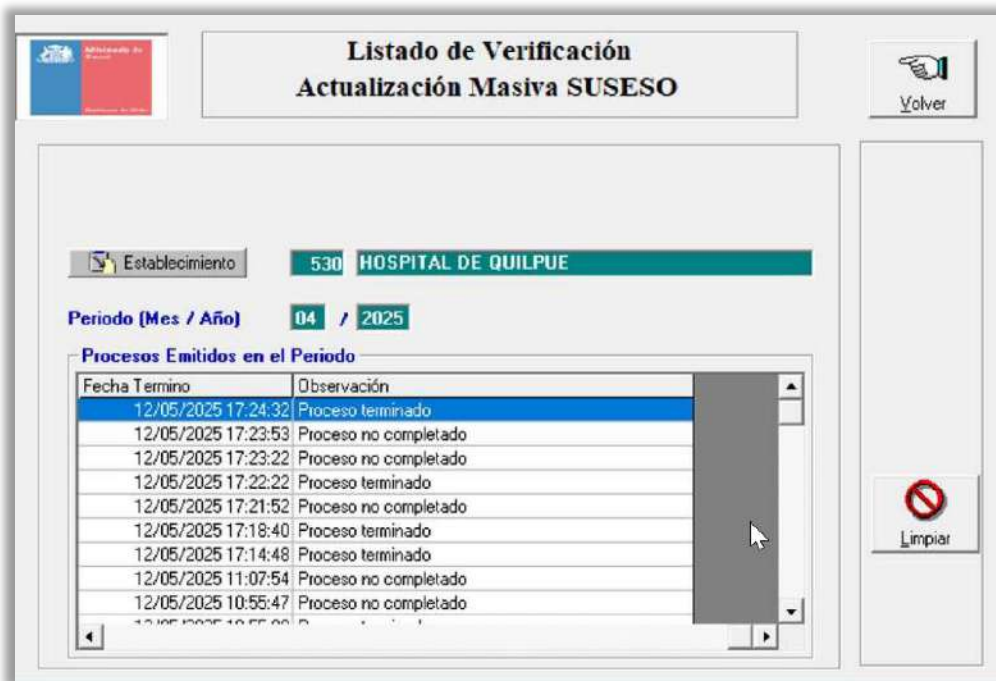 Ministerio de
Salud
Listado de Verificación
Actualización Masiva SUSESO
Volver
Establecimiento 530 HOSPITAL DE QUILPUE
Periodo (Mes / Año) 04 / 2025
Procesos Emitidos en el Periodo
Fecha Termino Observación
12/05/2025 17:24:32 Proceso terminado
12/05/2025 17:23:53 Proceso no completado
12/05/2025 17:23:22 Proceso no completado
12/05/2025 17:22:22 Proceso terminado
12/05/2025 17:21:52 Proceso no completado
12/05/2025 17:18:40 Proceso terminado
12/05/2025 17:14:48 Proceso terminado
12/05/2025 11:07:54 Proceso no completado
12/05/2025 10:55:47 Proceso no completado
Limpiar